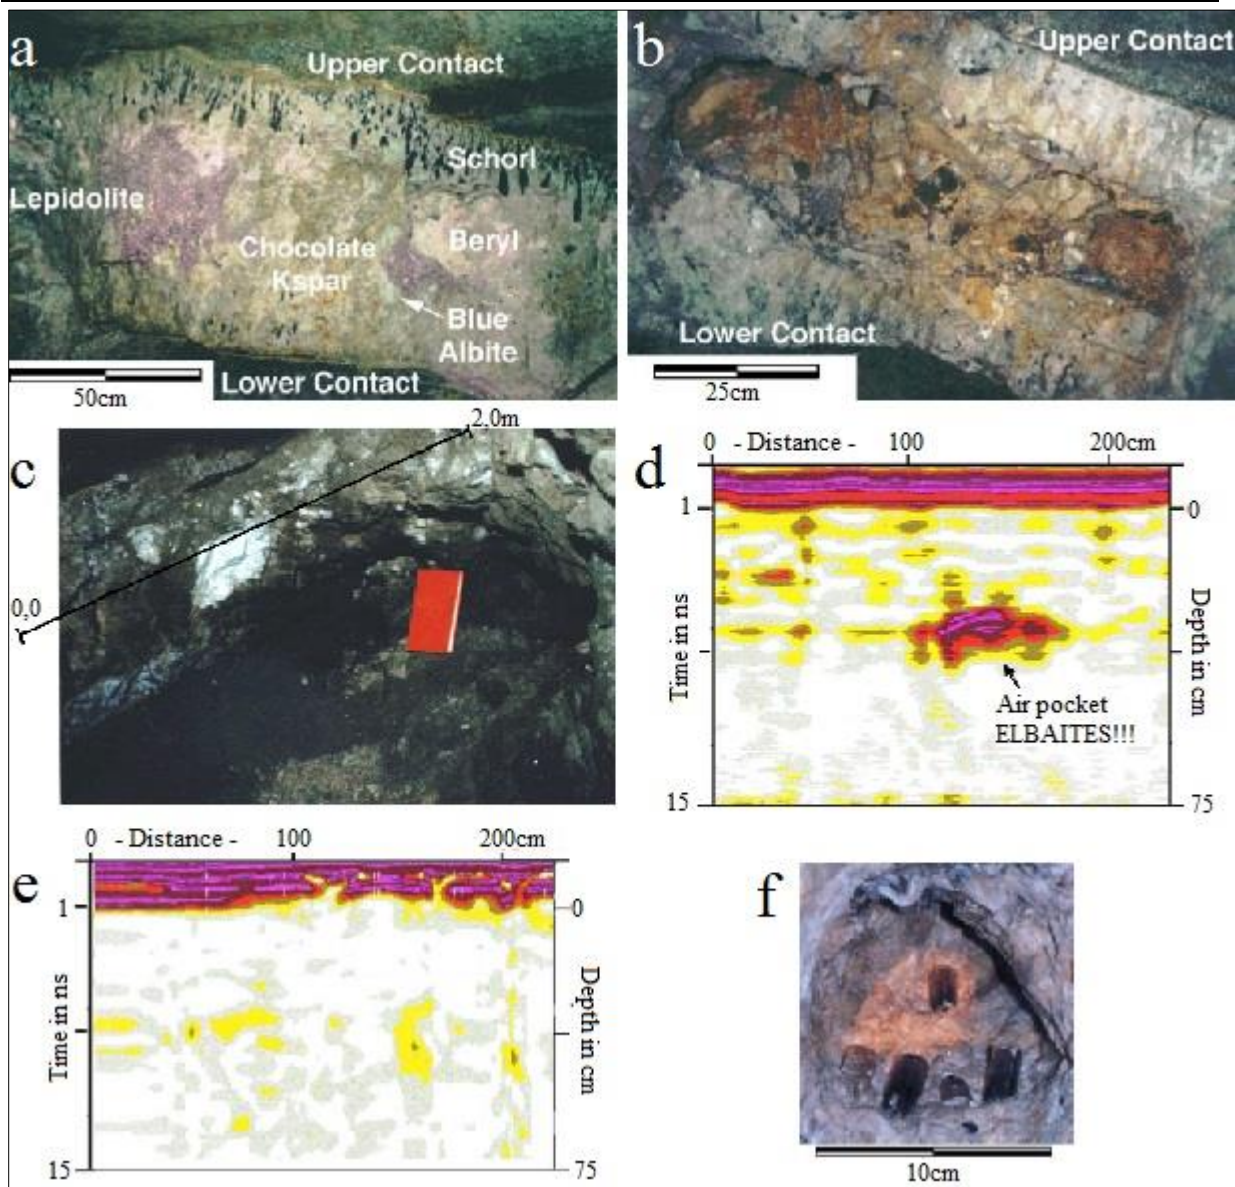 a
Upper Contact
Schorl
Lepidolite
Beryl
Chocolate
Kspar
Blue
Albite
Lower Contact
50cm
b
Upper Contact
Lower Contact
25cm
c
2,0m
0,0
d
0 - Distance - 100 200cm
1 0
Time in ns
Depth in cm
Air pocket
ELBAITES!!!
15 75
e
0 - Distance - 100 200cm
1 0
Time in ns
Depth in cm
15 75
f
10cm